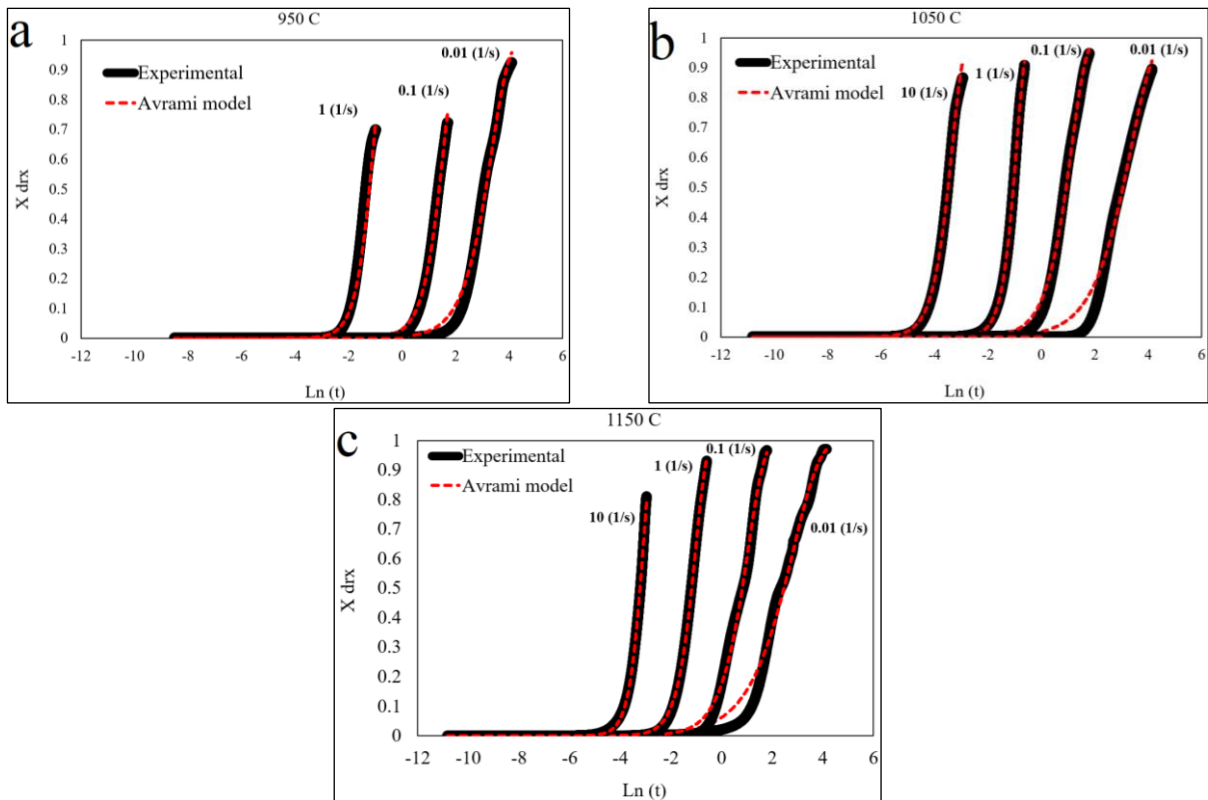 950 C
a
1
0.9
0.8
0.7
0.6
0.5
0.4
0.3
0.2
0.1
0
X drx
Experimental
Avrami model
1 (1/s)
0.1 (1/s)
0.01 (1/s)
-12 -10 -8 -6 -4 -2 0 2 4 6
Ln (t)
1050 C
b
1
0.9
0.8
0.7
0.6
0.5
0.4
0.3
0.2
0.1
0
X drx
Experimental
Avrami model
10 (1/s)
1 (1/s)
0.1 (1/s)
0.01 (1/s)
-12 -10 -8 -6 -4 -2 0 2 4 6
Ln (t)
1150 C
c
1
0.9
0.8
0.7
0.6
0.5
0.4
0.3
0.2
0.1
0
X drx
Experimental
Avrami model
10 (1/s)
1 (1/s)
0.1 (1/s)
0.01 (1/s)
-12 -10 -8 -6 -4 -2 0 2 4 6
Ln (t)